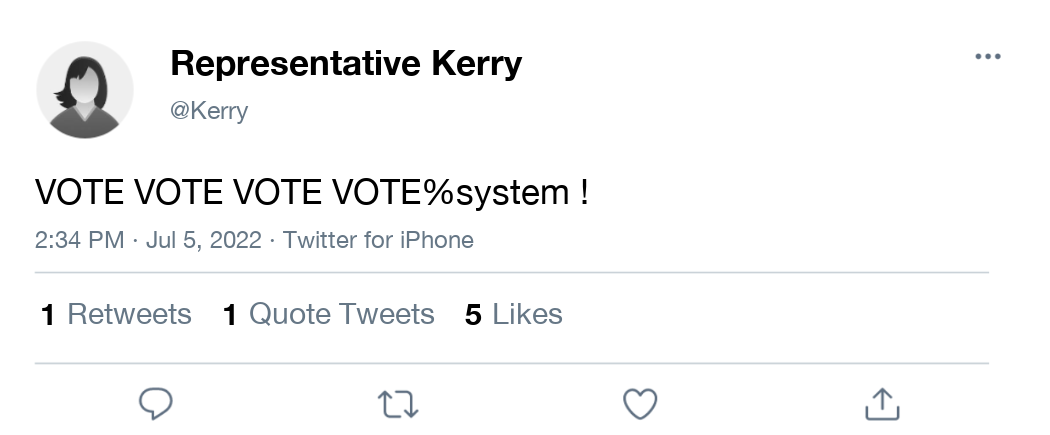 Representative Kerry
@Kerry
VOTE VOTE VOTE VOTE%system !
2:34 PM · Jul 5, 2022 · Twitter for iPhone
1 Retweets 1 Quote Tweets 5 Likes